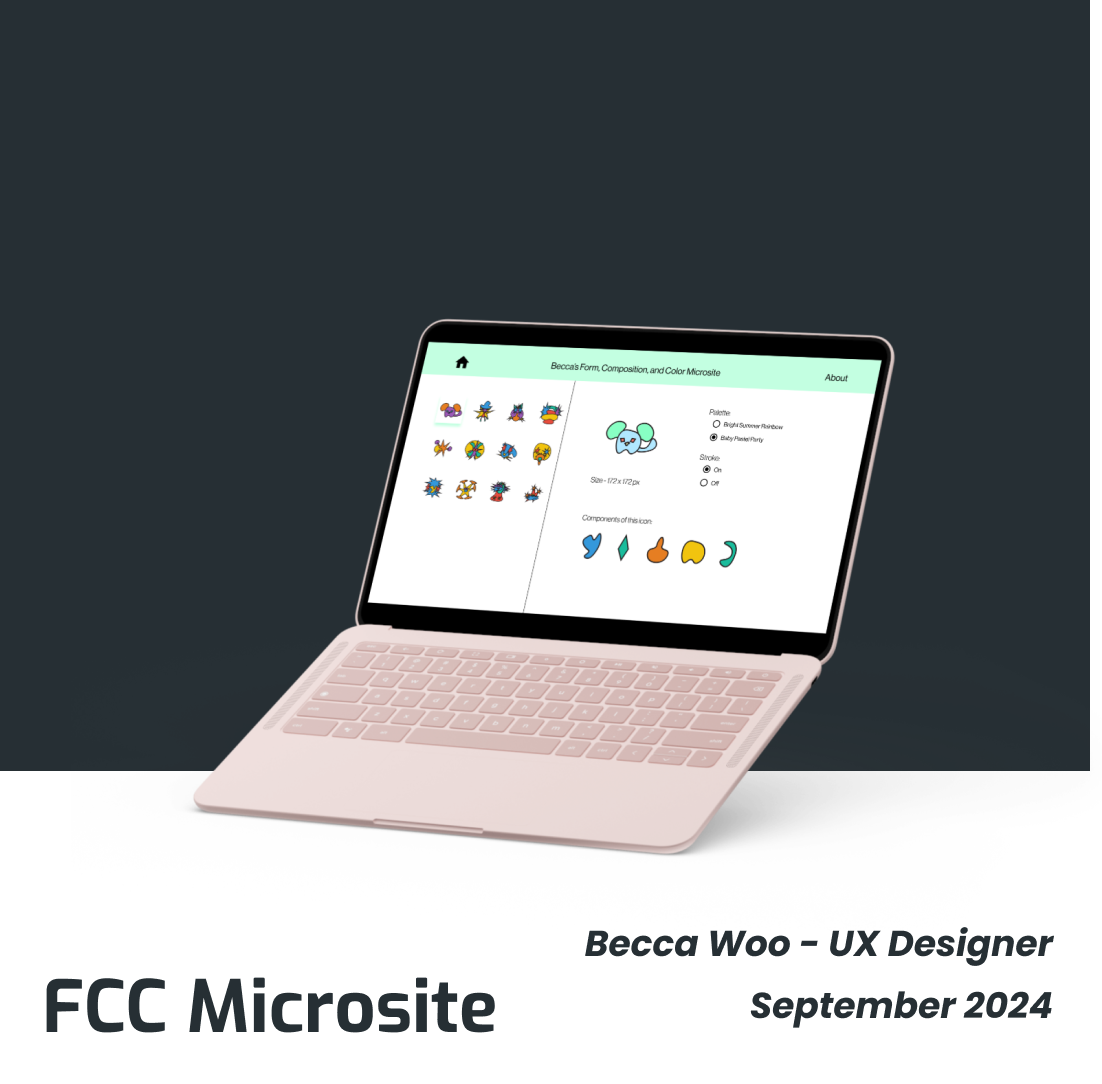 Becca's Form, Composition, and Color Microsite
About
Palette:
Bright Summer Rainbow
Baby Pastel Party
Stroke:
On
Off
Size - 172 x 172 px
Components of this icon:
Becca Woo - UX Designer
FCC Microsite
September 2024